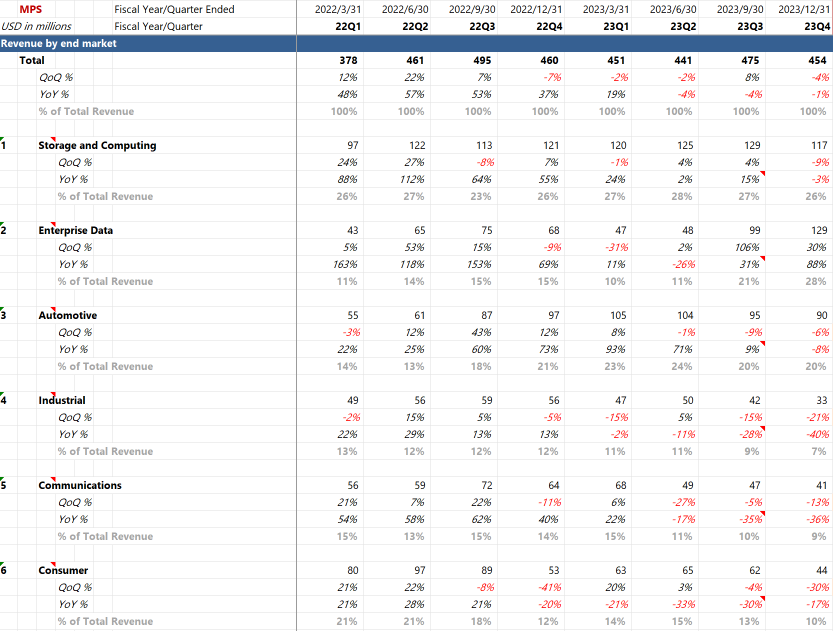 MPS Fiscal Year/Quarter Ended 2022/3/31 2022/6/30 2022/9/30 2022/12/31 2023/3/31 2023/6/30 2023/9/30 2023/12/31
USD in millions Fiscal Year/Quarter 22Q1 22Q2 22Q3 22Q4 23Q1 23Q2 23Q3 23Q4
Revenue by end market
Total 378 461 495 460 451 441 475 454
QoQ % 12% 22% 7% -7% -2% -2% 8% -4%
YoY % 48% 57% 53% 37% 19% -4% -4% -1%
% of Total Revenue 100% 100% 100% 100% 100% 100% 100% 100%
1 Storage and Computing 97 122 113 121 120 125 129 117
QoQ % 24% 27% -8% 7% -1% 4% 4% -9%
YoY % 88% 112% 64% 55% 24% 2% 15% -3%
% of Total Revenue 26% 27% 23% 26% 27% 28% 27% 26%
2 Enterprise Data 43 65 75 68 47 48 99 129
QoQ % 5% 53% 15% -9% -31% 2% 106% 30%
YoY % 163% 118% 153% 69% 11% -26% 31% 88%
% of Total Revenue 11% 14% 15% 15% 10% 11% 21% 28%
3 Automotive 55 61 87 97 105 104 95 90
QoQ % -3% 12% 43% 12% 8% -1% -9% -6%
YoY % 22% 25% 60% 73% 93% 71% 9% -8%
% of Total Revenue 14% 13% 18% 21% 23% 24% 20% 20%
4 Industrial 49 56 59 56 47 50 42 33
QoQ % -2% 15% 5% -5% -15% 5% -15% -21%
YoY % 22% 29% 13% 13% -2% -11% -28% -40%
% of Total Revenue 13% 12% 12% 12% 11% 11% 9% 7%
5 Communications 56 59 72 64 68 49 47 41
QoQ % 21% 7% 22% -11% 6% -27% -5% -13%
YoY % 54% 58% 62% 40% 22% -17% -35% -36%
% of Total Revenue 15% 13% 15% 14% 15% 11% 10% 9%
6 Consumer 80 97 89 53 63 65 62 44
QoQ % 21% 22% -8% -41% 20% 3% -4% -30%
YoY % 21% 28% 21% -20% -21% -33% -30% -17%
% of Total Revenue 21% 21% 18% 12% 14% 15% 13% 10%